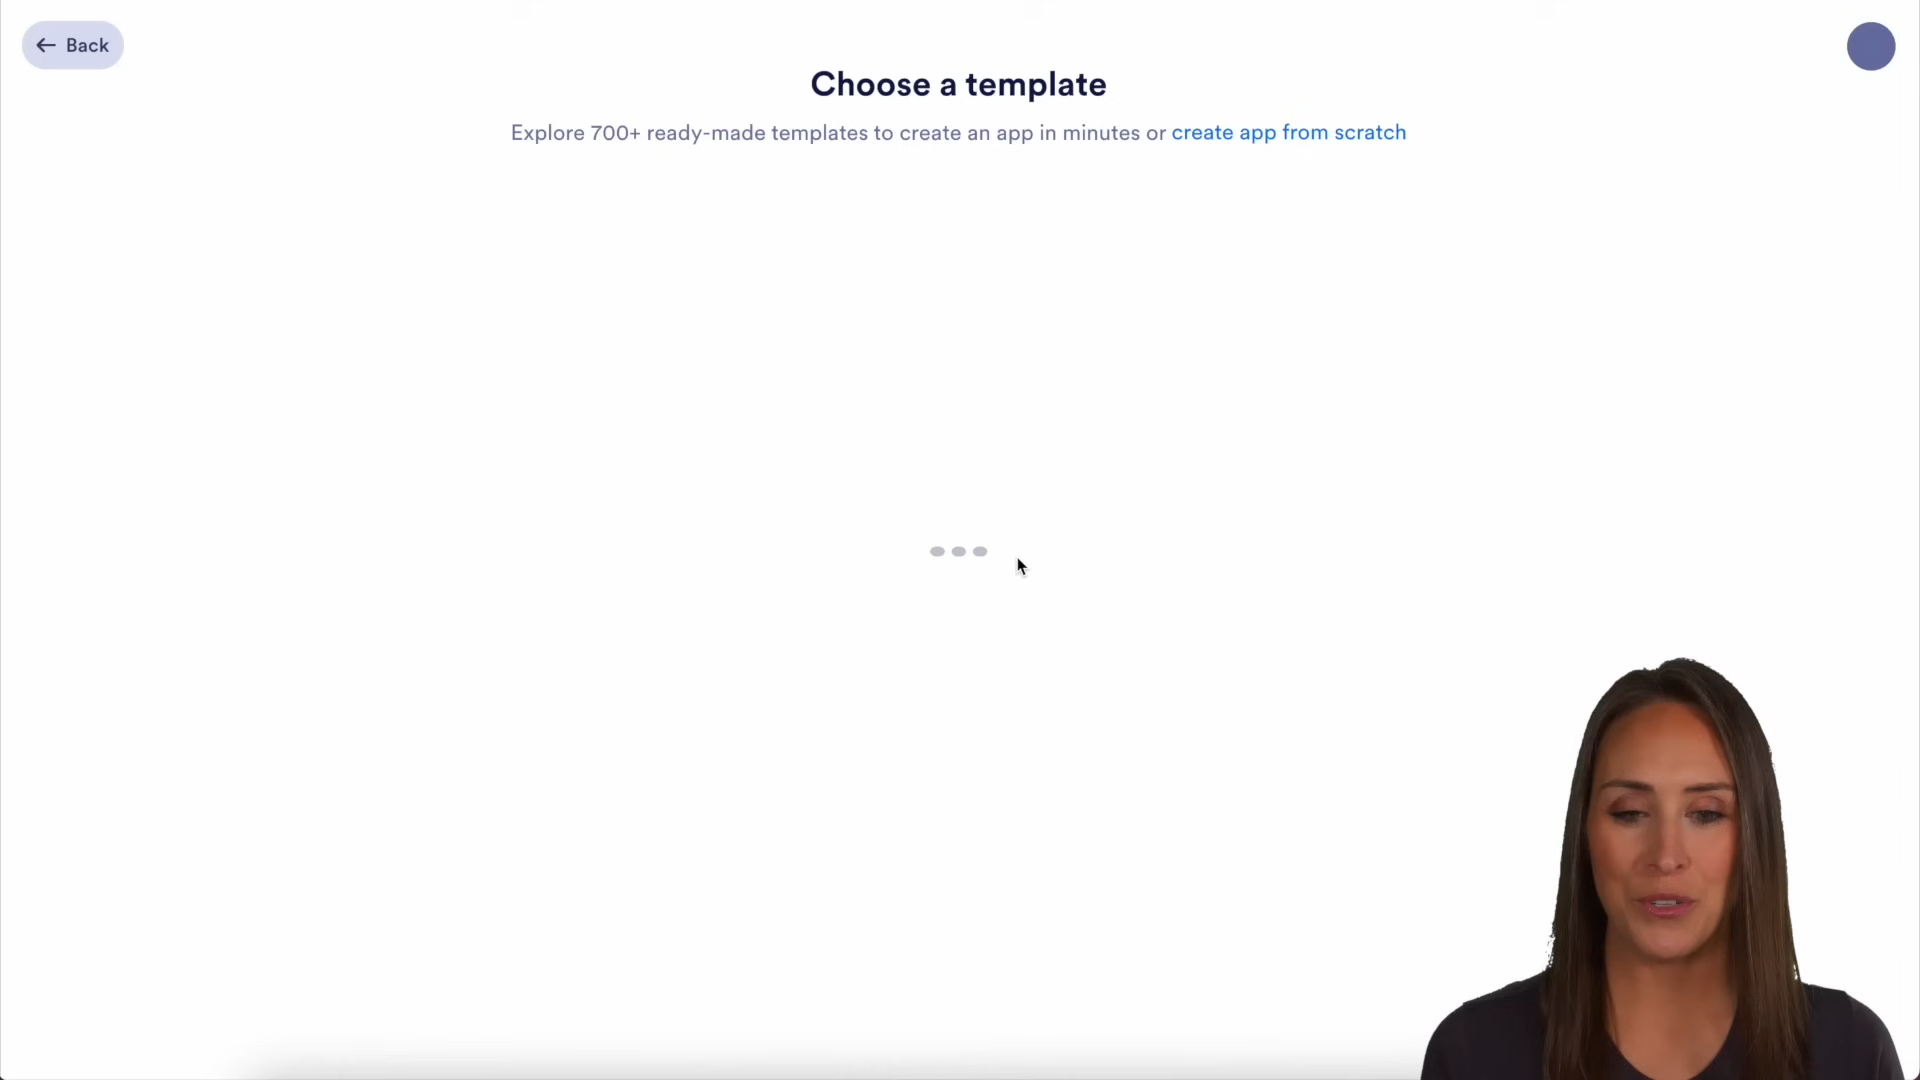 Back
Choose a template
Explore 700+ ready-made templates to create an app in minutes or create app from scratch